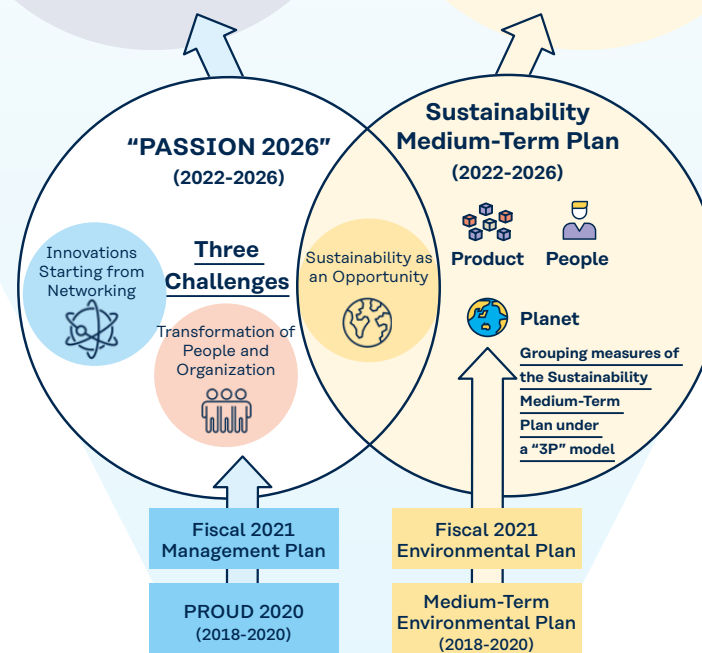 “PASSION 2026”
(2022-2026)
Innovations
Starting from
Networking
Three
Challenges
Transformation of
People and
Organization
Sustainability as
an Opportunity
Sustainability
Medium-Term Plan
(2022-2026)
Product
People
Planet
Grouping measures of
the Sustainability
Medium-Term
Plan under
a “3P” model
Fiscal 2021
Management Plan
PROUD 2020
(2018-2020)
Fiscal 2021
Environmental Plan
Medium-Term
Environmental Plan
(2018-2020)